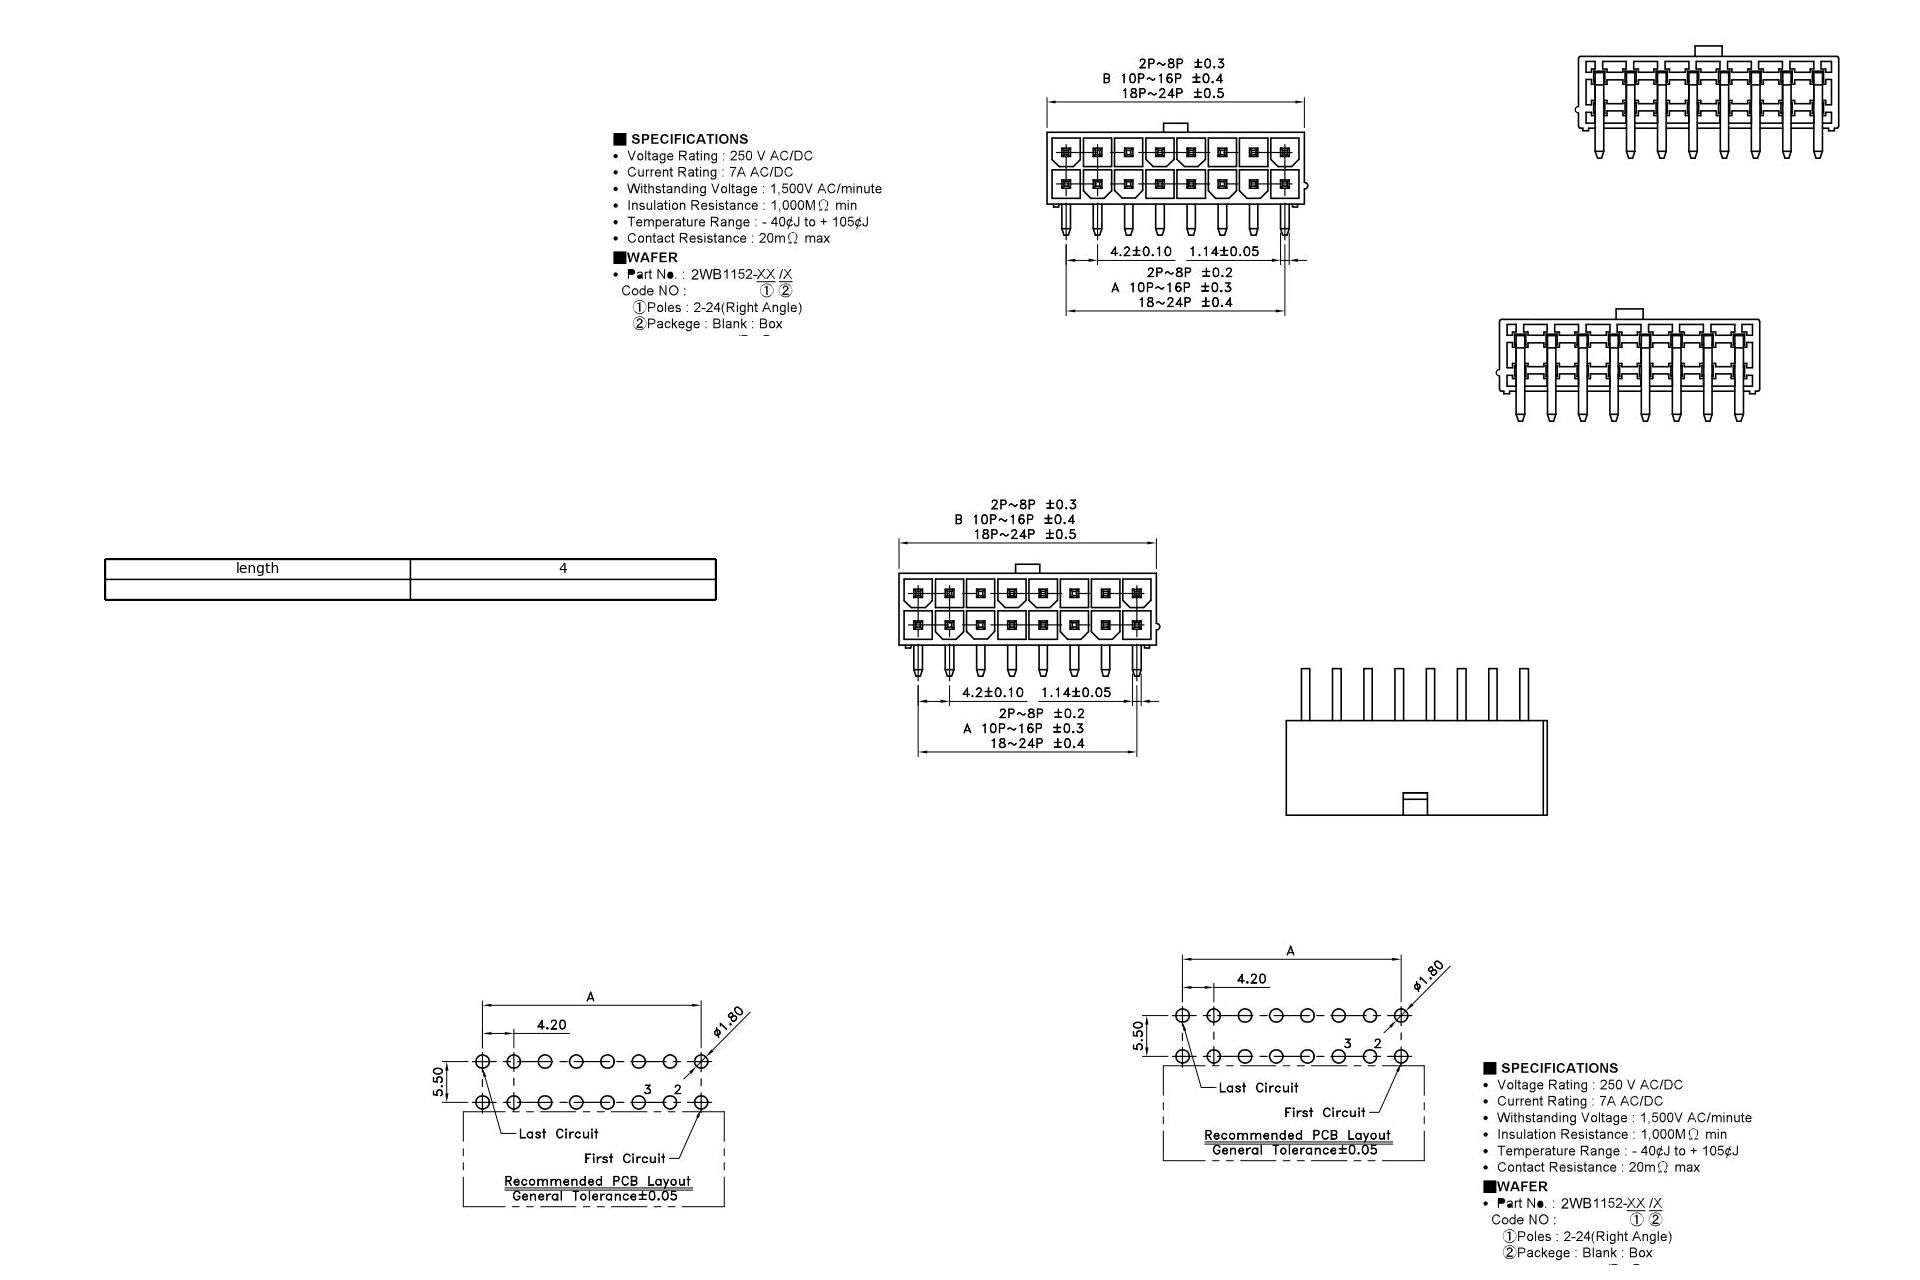 2P~8P ±0.3
B 10P~16P ±0.4
18P~24P ±0.5
4.2±0.10 1.14±0.05
2P~8P ±0.2
A 10P~16P ±0.3
18~24P ±0.4
■ SPECIFICATIONS
• Voltage Rating : 250 V AC/DC
• Current Rating : 7A AC/DC
• Withstanding Voltage : 1,500V AC/minute
• Insulation Resistance : 1,000MΩ min
• Temperature Range : - 40¢J to + 105¢J
• Contact Resistance : 20mΩ max
■WAFER
• Part No. : 2WB1152-XX /X
Code NO : ① ②
①Poles : 2-24(Right Angle)
②Packege : Blank : Box
2P~8P ±0.3
B 10P~16P ±0.4
18P~24P ±0.5
4.2±0.10 1.14±0.05
2P~8P ±0.2
A 10P~16P ±0.3
18~24P ±0.4
length 4
A
4.20
ø1.80
5.50
3 2
Last Circuit
First Circuit
Recommended PCB Layout
General Tolerance±0.05
A
4.20
ø1.80
5.50
3 2
Last Circuit
First Circuit
Recommended PCB Layout
General Tolerance±0.05
■ SPECIFICATIONS
• Voltage Rating : 250 V AC/DC
• Current Rating : 7A AC/DC
• Withstanding Voltage : 1,500V AC/minute
• Insulation Resistance : 1,000MΩ min
• Temperature Range : - 40¢J to + 105¢J
• Contact Resistance : 20mΩ max
■WAFER
• Part No. : 2WB1152-XX /X
Code NO : ① ②
①Poles : 2-24(Right Angle)
②Packege : Blank : Box